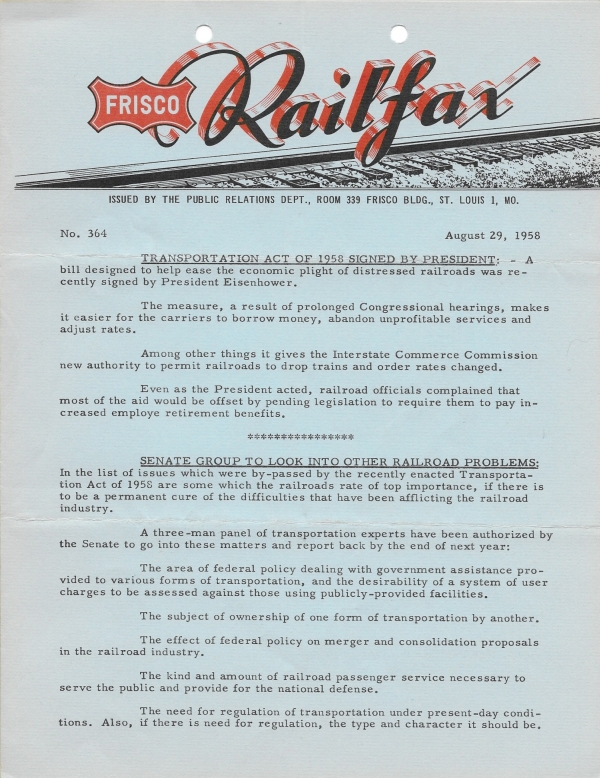 FRISCO
Railfax
ISSUED BY THE PUBLIC RELATIONS DEPT., ROOM 339 FRISCO BLDG., ST. LOUIS 1, MO.
No. 364 August 29, 1958
TRANSPORTATION ACT OF 1958 SIGNED BY PRESIDENT: - A
bill designed to help ease the economic plight of distressed railroads was re-
cently signed by President Eisenhower.
The measure, a result of prolonged Congressional hearings, makes
it easier for the carriers to borrow money, abandon unprofitable services and
adjust rates.
Among other things it gives the Interstate Commerce Commission
new authority to permit railroads to drop trains and order rates changed.
Even as the President acted, railroad officials complained that
most of the aid would be offset by pending legislation to require them to pay in-
creased employe retirement benefits.
****************
SENATE GROUP TO LOOK INTO OTHER RAILROAD PROBLEMS:
In the list of issues which were by-passed by the recently enacted Transporta-
tion Act of 1958 are some which the railroads rate of top importance, if there is
to be a permanent cure of the difficulties that have been afflicting the railroad
industry.
A three-man panel of transportation experts have been authorized by
the Senate to go into these matters and report back by the end of next year:
The area of federal policy dealing with government assistance pro-
vided to various forms of transportation, and the desirability of a system of user
charges to be assessed against those using publicly-provided facilities.
The subject of ownership of one form of transportation by another.
The effect of federal policy on merger and consolidation proposals
in the railroad industry.
The kind and amount of railroad passenger service necessary to
serve the public and provide for the national defense.
The need for regulation of transportation under present-day condi-
tions. Also, if there is need for regulation, the type and character it should be.